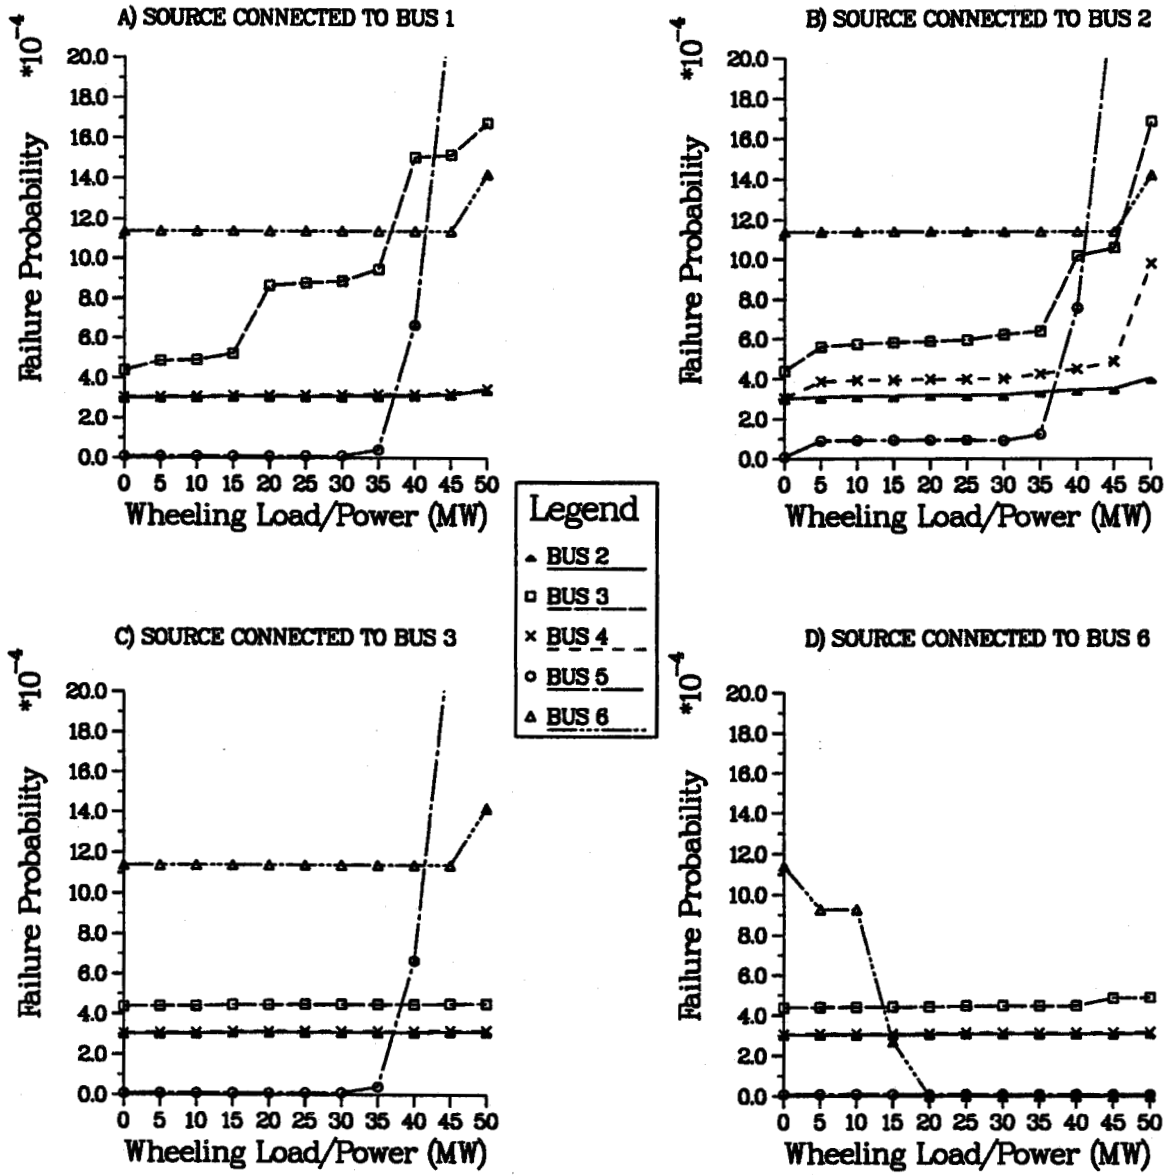 A) SOURCE CONNECTED TO BUS 1
*10-4
Failure Probability
20.0
18.0
16.0
14.0
12.0
10.0
8.0
6.0
4.0
2.0
0.0
0 5 10 15 20 25 30 35 40 45 50
Wheeling Load/Power (MW)
B) SOURCE CONNECTED TO BUS 2
*10-4
Failure Probability
20.0
18.0
16.0
14.0
12.0
10.0
8.0
6.0
4.0
2.0
0.0
0 5 10 15 20 25 30 35 40 45 50
Wheeling Load/Power (MW)
Legend
BUS 2
BUS 3
BUS 4
BUS 5
BUS 6
C) SOURCE CONNECTED TO BUS 3
*10-4
Failure Probability
20.0
18.0
16.0
14.0
12.0
10.0
8.0
6.0
4.0
2.0
0.0
0 5 10 15 20 25 30 35 40 45 50
Wheeling Load/Power (MW)
D) SOURCE CONNECTED TO BUS 6
*10-4
Failure Probability
20.0
18.0
16.0
14.0
12.0
10.0
8.0
6.0
4.0
2.0
0.0
0 5 10 15 20 25 30 35 40 45 50
Wheeling Load/Power (MW)